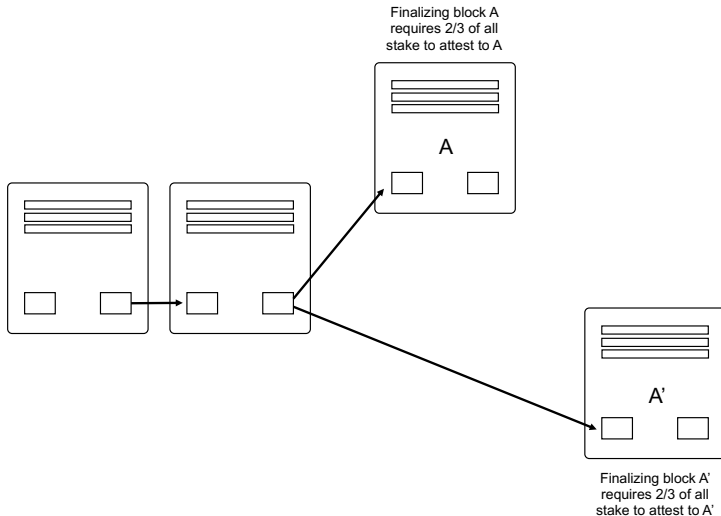 Finalizing block A
requires 2/3 of all
stake to attest to A
A
A'
Finalizing block A'
requires 2/3 of all
stake to attest to A'